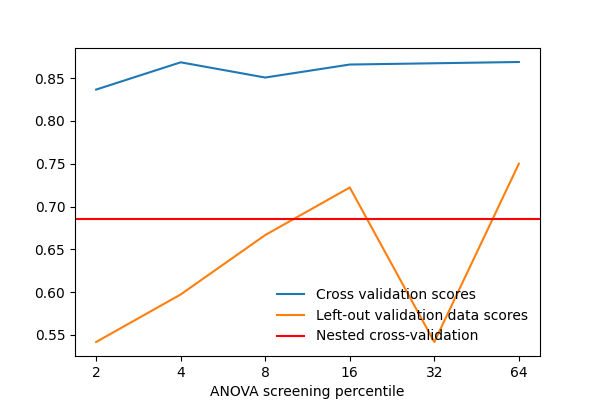 0.85
0.80
0.75
0.70
0.65
0.60
0.55
Cross validation scores
Left-out validation data scores
Nested cross-validation
2 4 8 16 32 64
ANOVA screening percentile